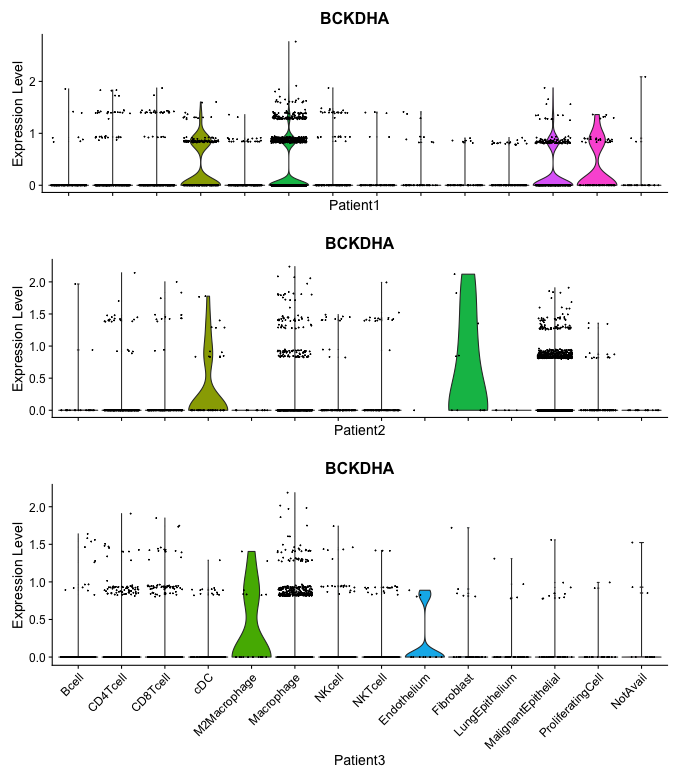 BCKDHA
Expression Level
2
1
0
Patient1
BCKDHA
Expression Level
2.0
1.5
1.0
0.5
0.0
Patient2
BCKDHA
Expression Level
2.0
1.5
1.0
0.5
0.0
Bcell
CD4Tcell
CD8Tcell
cDC
M2Macrophage
Macrophage
NKcell
NKTcell
Endothelium
Fibroblast
LungEpithelium
MalignantEpithelial
ProliferatingCell
NotAvail
Patient3